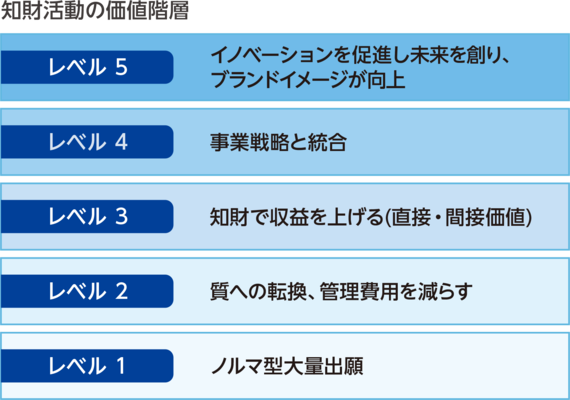 知財活動の価値階層
レベル 5
イノベーションを促進し未来を創り、
ブランドイメージが向上
レベル 4
事業戦略と統合
レベル 3
知財で収益を上げる(直接・間接価値)
レベル 2
質への転換、管理費用を減らす
レベル 1
ノルマ型大量出願